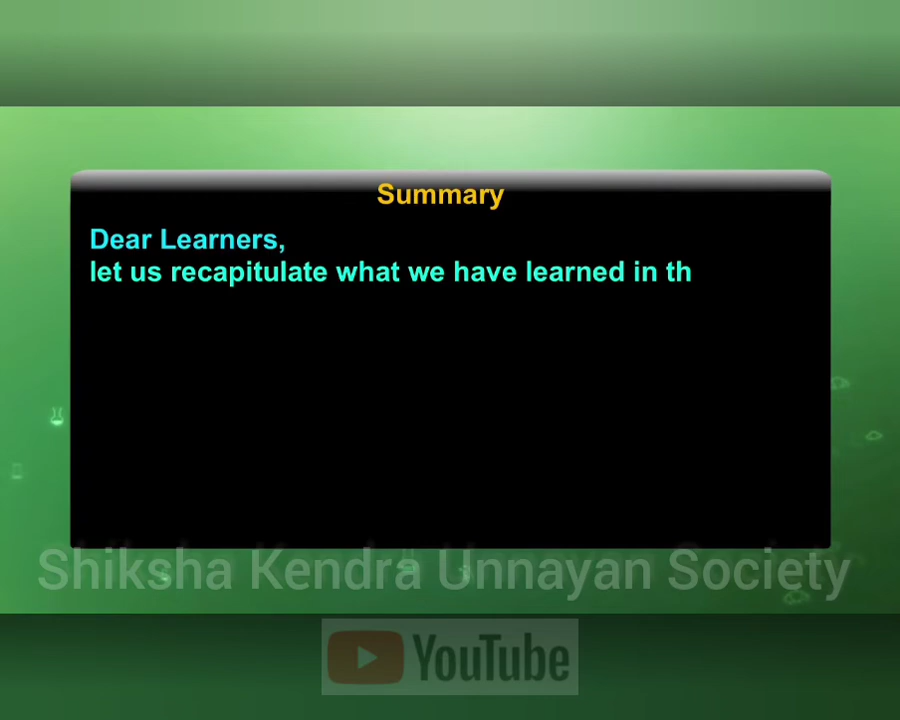 Summary
Dear Learners,
let us recapitulate what we have learned in th
Shiksha Kendra Unnayan Society
YouTube